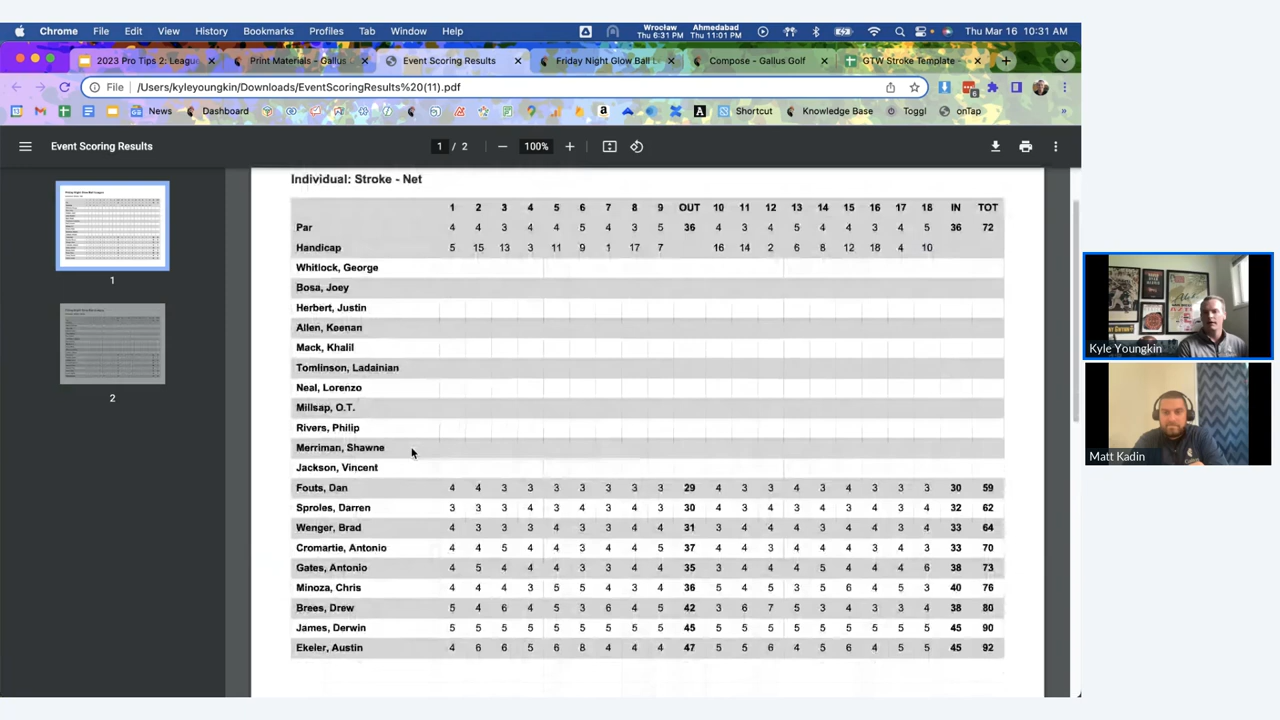 Chrome File Edit View History Bookmarks Profiles Tab Window Help Wrocław Thu 6:31 PM Ahmedabad Thu 11:01 PM Thu Mar 16 10:31 AM
2023 Pro Tips 2: Leagu Print Materials - Gallus Event Scoring Results Friday Night Glow Ball L Compose - Gallus Golf GTW Stroke Template -
File /Users/kyleyoungkin/Downloads/EventScoringResults%20(11).pdf
News Dashboard Shortcut Knowledge Base Toggl onTap
Event Scoring Results 1 / 2 100%
1
2
Individual: Stroke - Net
1 2 3 4 5 6 7 8 9 OUT 10 11 13 14 15 16 17 18 IN TOT
Par 4 4 4 4 5 4 3 5 36 4 3 4 4 3 4 5 36 72
Handicap 5 15 3 11 9 1 17 7 16 14 8 12 18 4 10
Whitlock, George
Bosa, Joey
Herbert, Justin
Allen, Keenan
Mack, Khalil
Tomlinson, Ladainian
Neal, Lorenzo
Millsap, O.T.
Rivers, Philip
Merriman, Shawne
Jackson, Vincent
Fouts, Dan 4 4 3 3 3 3 3 3 3 29 4 3 3 4 3 4 3 3 3 30 59
Sproles, Darren 3 3 3 4 3 4 3 4 3 30 4 3 4 3 4 4 3 4 3 32 62
Wenger, Brad 4 3 3 3 4 3 3 4 4 31 3 4 4 4 3 4 4 4 3 33 64
Cromartie, Antonio 4 4 5 4 4 3 4 4 5 37 4 4 3 4 4 4 3 4 3 33 70
Gates, Antonio 4 5 4 4 4 3 3 4 4 35 3 4 4 4 5 4 4 4 6 38 73
Minoza, Chris 4 4 4 3 5 5 4 3 4 36 5 4 5 3 5 6 4 5 3 40 76
Brees, Drew 5 4 6 4 5 3 6 4 5 42 3 6 7 5 3 4 3 3 4 38 80
James, Derwin 5 5 5 5 5 5 5 5 5 45 5 5 5 5 5 5 5 5 5 45 90
Ekeler, Austin 4 6 6 5 6 8 4 4 4 47 5 5 6 4 5 6 4 5 5 45 92
Kyle Youngkin
Matt Kadin